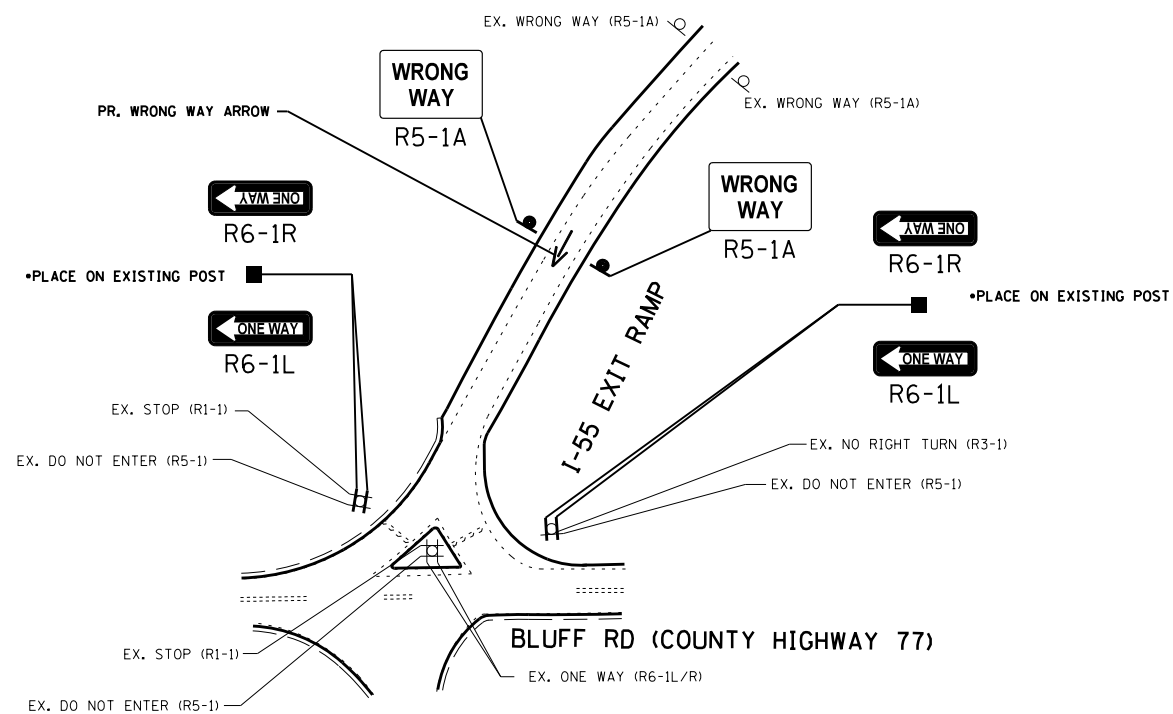 EX. WRONG WAY (R5-1A)
WRONG
WAY
R5-1A
EX. WRONG WAY (R5-1A)
PR. WRONG WAY ARROW
ONE WAY
R6-1R
WRONG
WAY
R5-1A
ONE WAY
R6-1R
•PLACE ON EXISTING POST
•PLACE ON EXISTING POST
ONE WAY
R6-1L
ONE WAY
R6-1L
I-55 EXIT RAMP
EX. STOP (R1-1)
EX. NO RIGHT TURN (R3-1)
EX. DO NOT ENTER (R5-1)
EX. DO NOT ENTER (R5-1)
BLUFF RD (COUNTY HIGHWAY 77)
EX. STOP (R1-1)
EX. ONE WAY (R6-1L/R)
EX. DO NOT ENTER (R5-1)